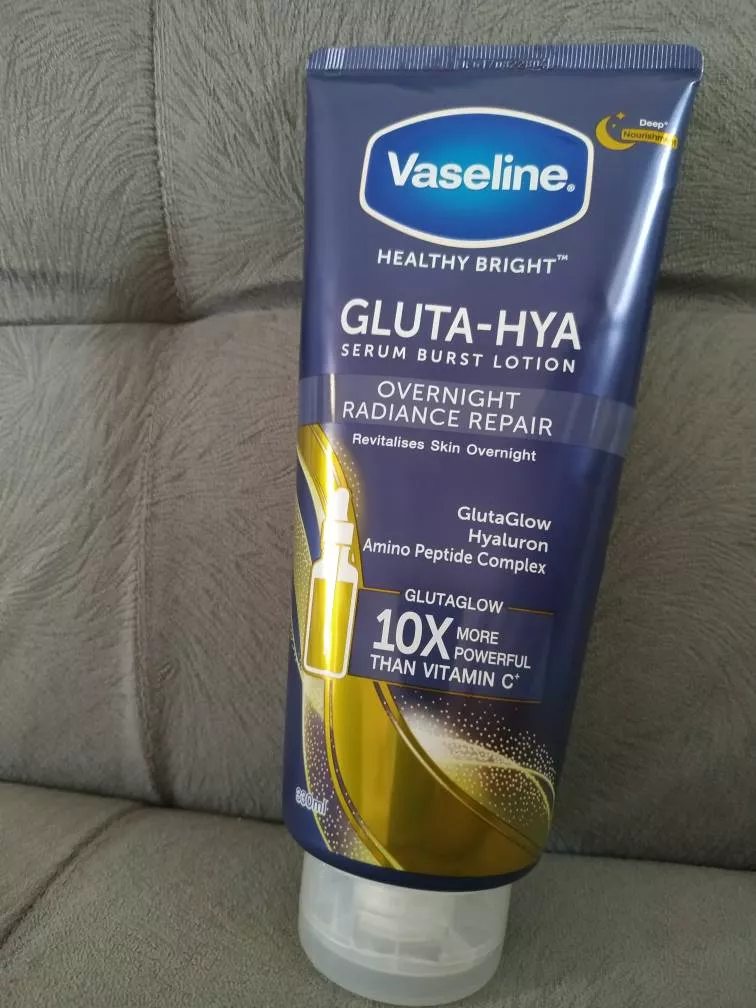 Deep*
Nourishment
Vaseline®
HEALTHY BRIGHT™
GLUTA-HYA
SERUM BURST LOTION
OVERNIGHT
RADIANCE REPAIR
Revitalises Skin Overnight
GlutaGlow
Hyaluron
Amino Peptide Complex
GLUTAGLOW
10X MORE
POWERFUL
THAN VITAMIN C⁺
330ml